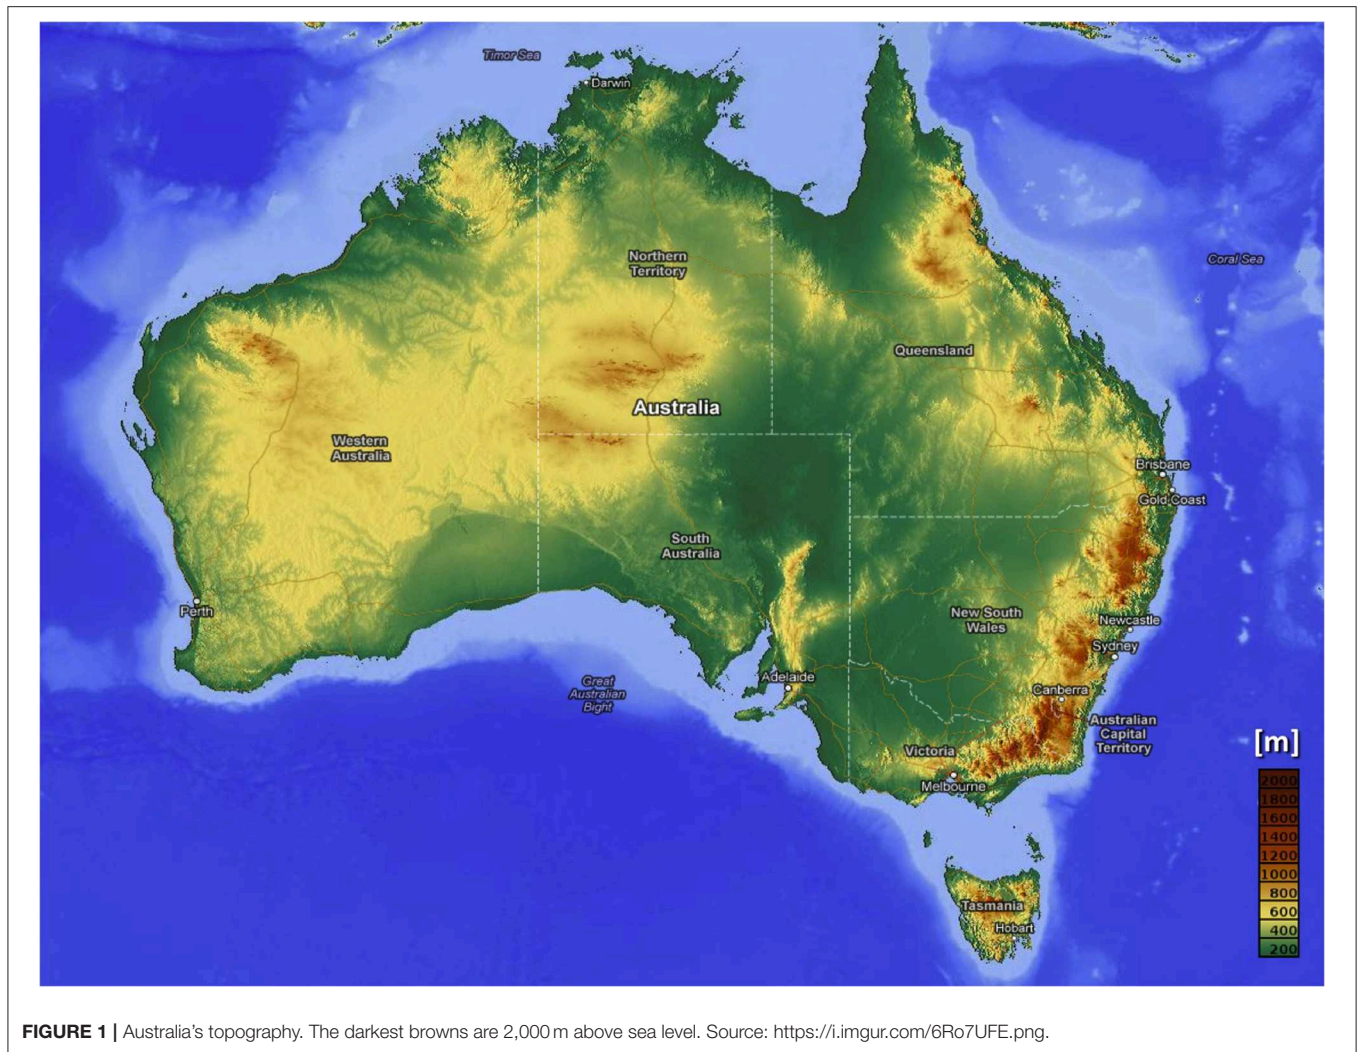 Timor Sea
Darwin
Northern
Territory
Coral Sea
Queensland
Australia
Western
Australia
Brisbane
Gold Coast
South
Australia
Perth
New South
Wales
Newcastle
Sydney
Adelaide
Great
Australian
Bight
Canberra
Australian
Capital
Territory
Victoria
Melbourne
[m]
2000
1800
1600
1400
1200
1000
800
600
400
200
Tasmania
Hobart
FIGURE 1 | Australia's topography. The darkest browns are 2,000 m above sea level. Source: https://i.imgur.com/6Ro7UFE.png.